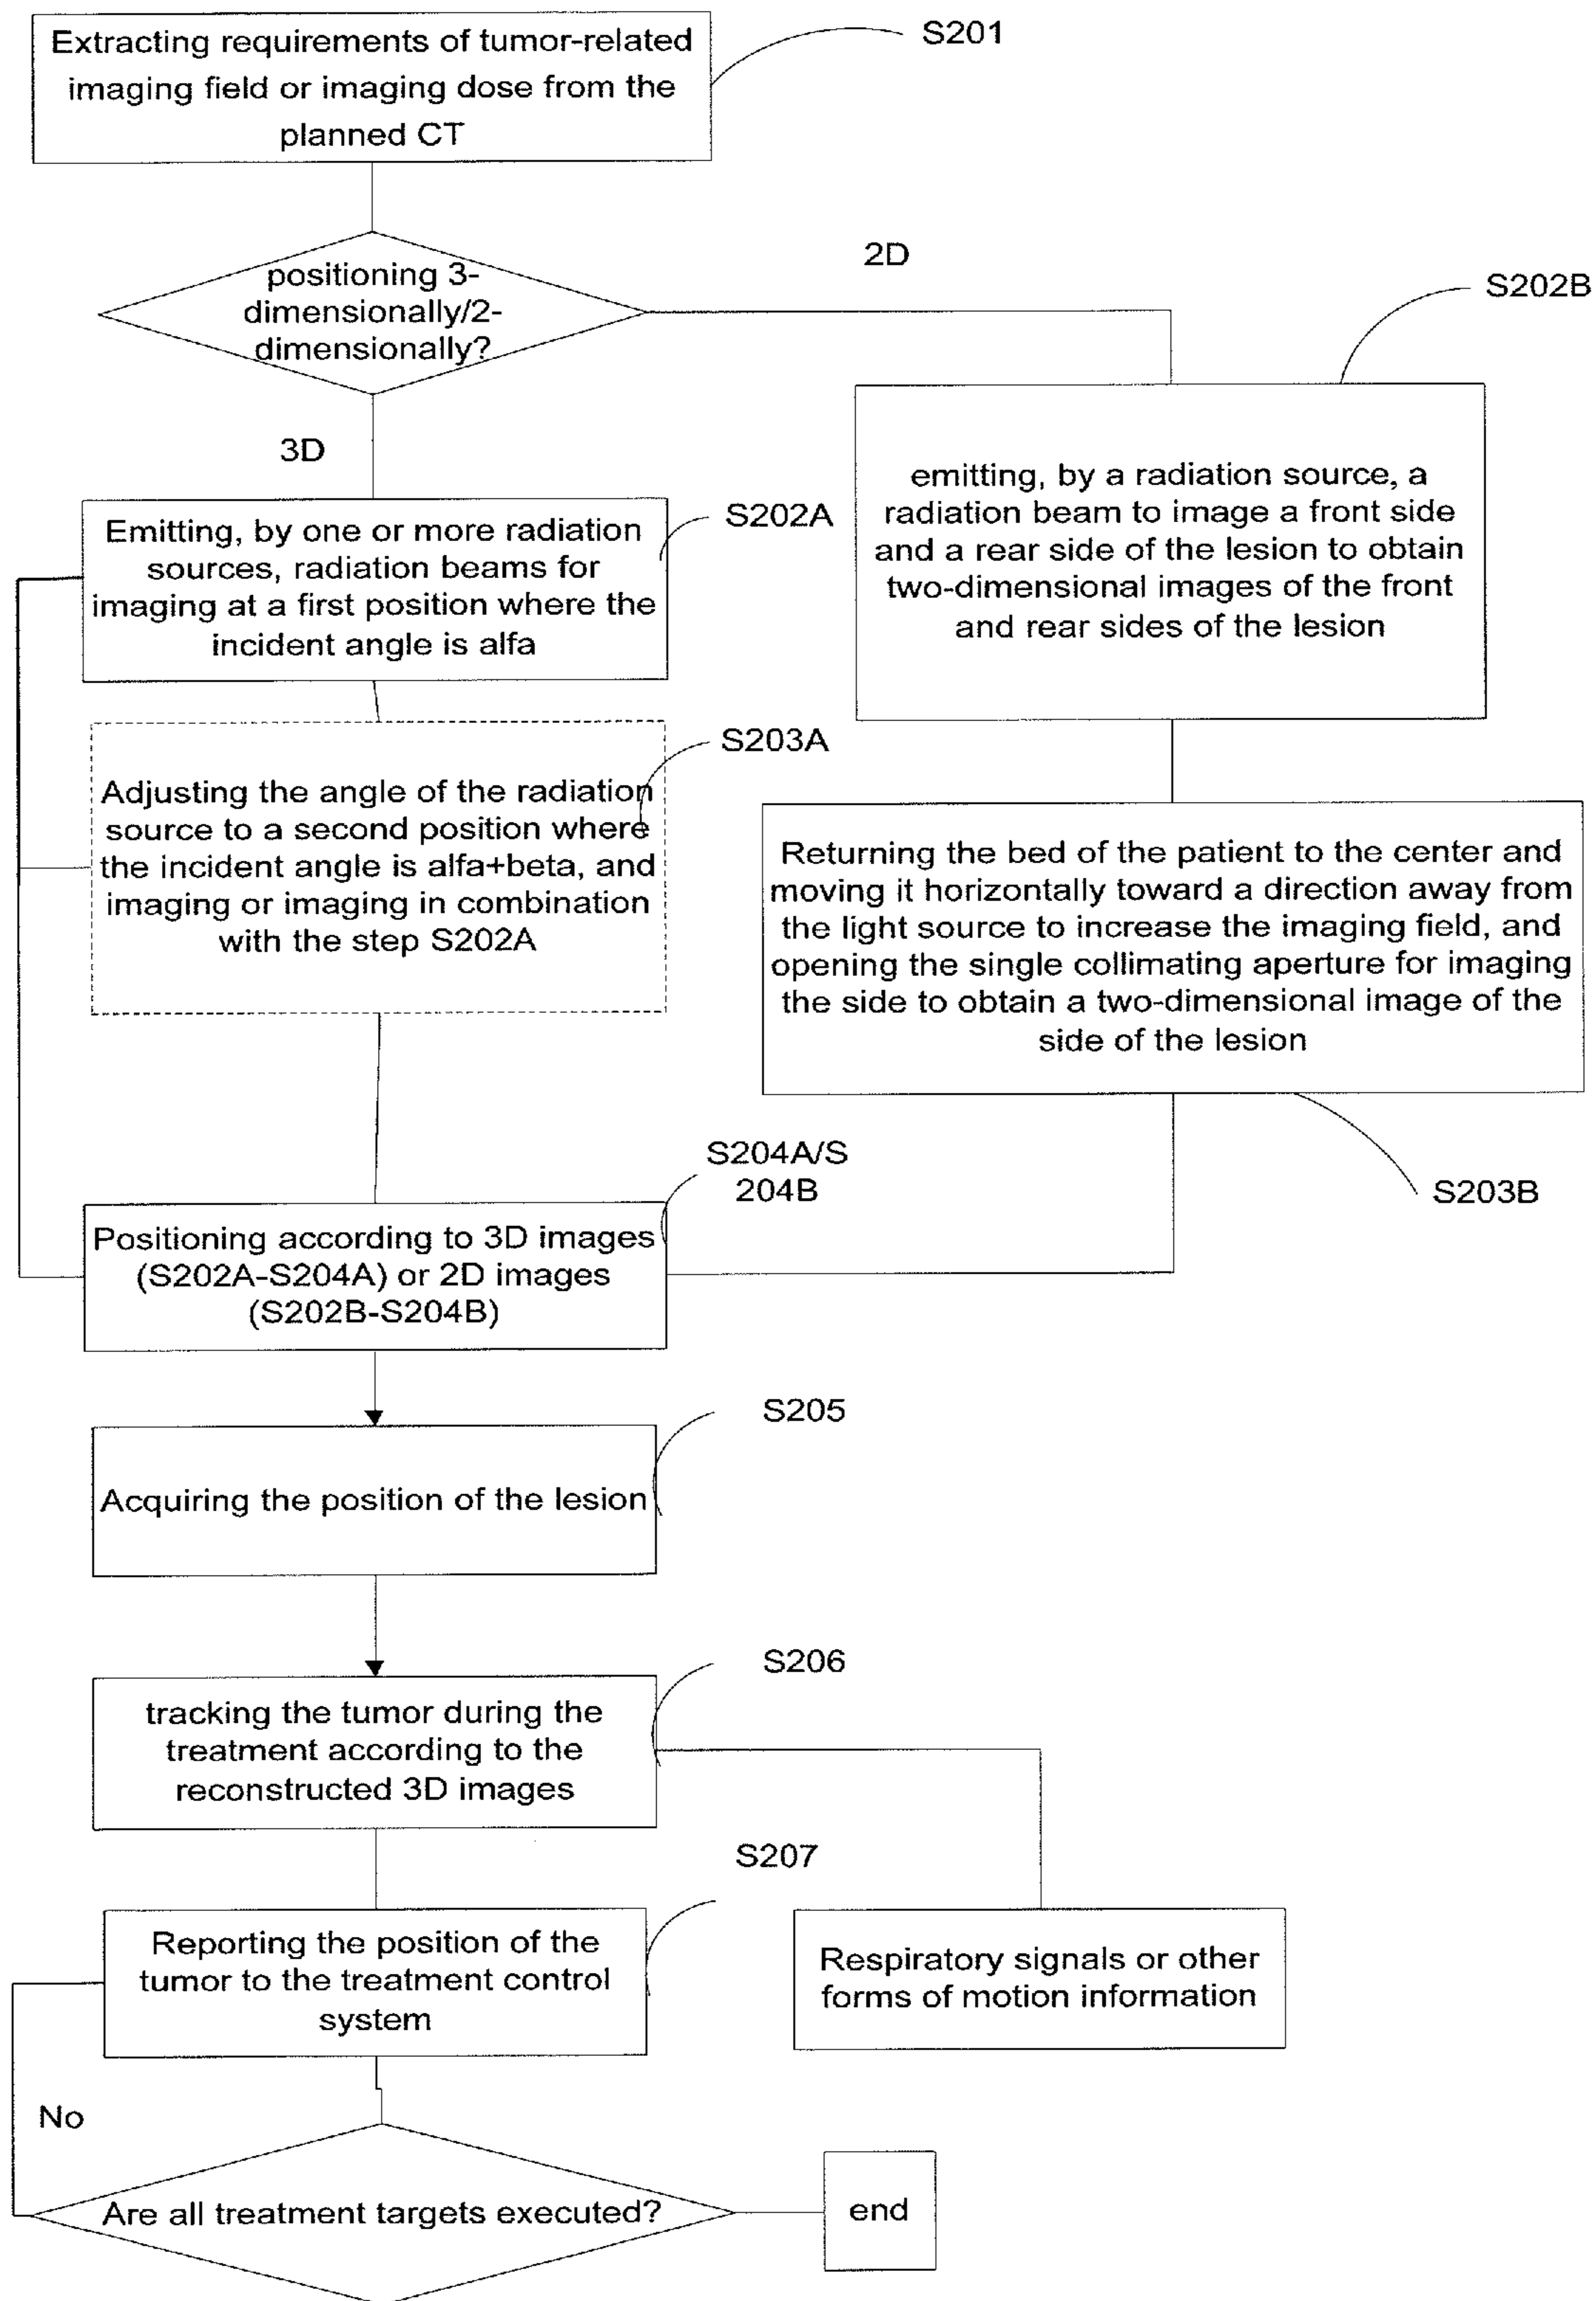 Extracting requirements of tumor-related
imaging field or imaging dose from the
planned CT
S201
positioning 3-
dimensionally/2-
dimensionally?
2D
S202B
3D
Emitting, by one or more radiation
sources, radiation beams for
imaging at a first position where the
incident angle is alfa
S202A
emitting, by a radiation source, a
radiation beam to image a front side
and a rear side of the lesion to obtain
two-dimensional images of the front
and rear sides of the lesion
Adjusting the angle of the radiation
source to a second position where
the incident angle is alfa+beta, and
imaging or imaging in combination
with the step S202A
S203A
Returning the bed of the patient to the center and
moving it horizontally toward a direction away from
the light source to increase the imaging field, and
opening the single collimating aperture for imaging
the side to obtain a two-dimensional image of the
side of the lesion
S203B
S204A/S
204B
Positioning according to 3D images
(S202A-S204A) or 2D images
(S202B-S204B)
S205
Acquiring the position of the lesion
S206
tracking the tumor during the
treatment according to the
reconstructed 3D images
S207
Reporting the position of the
tumor to the treatment control
system
Respiratory signals or other
forms of motion information
No
Are all treatment targets executed?
end